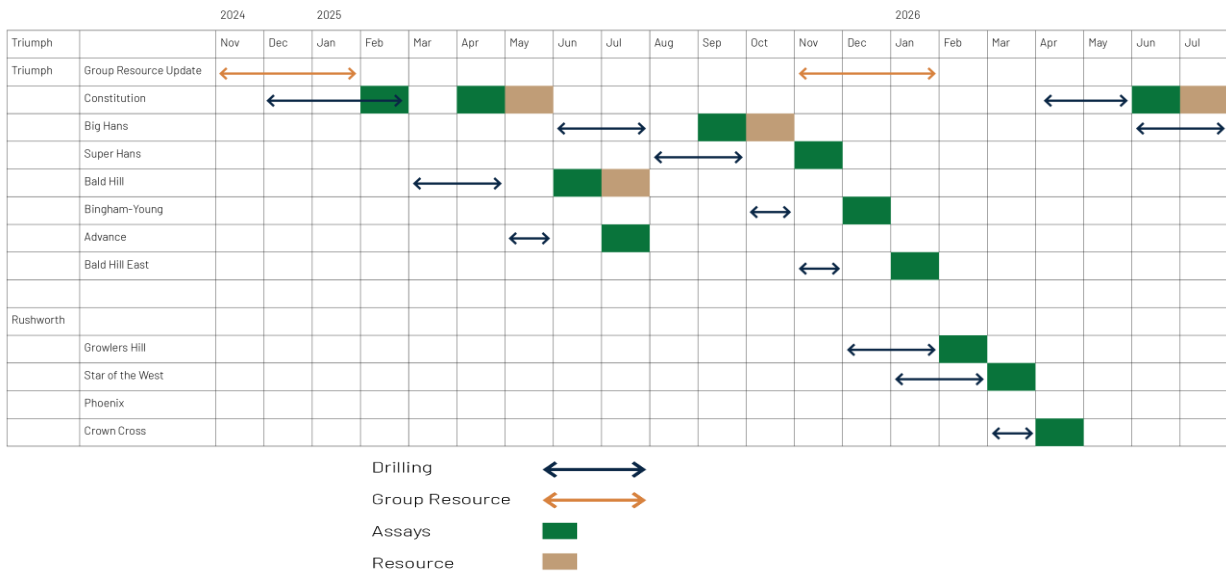 2024 2025 2026
Triumph Nov Dec Jan Feb Mar Apr May Jun Jul Aug Sep Oct Nov Dec Jan Feb Mar Apr May Jun Jul
Triumph Group Resource Update
Constitution
Big Hans
Super Hans
Bald Hill
Bingham-Young
Advance
Bald Hill East
Rushworth
Growlers Hill
Star of the West
Phoenix
Crown Cross
Drilling
Group Resource
Assays
Resource